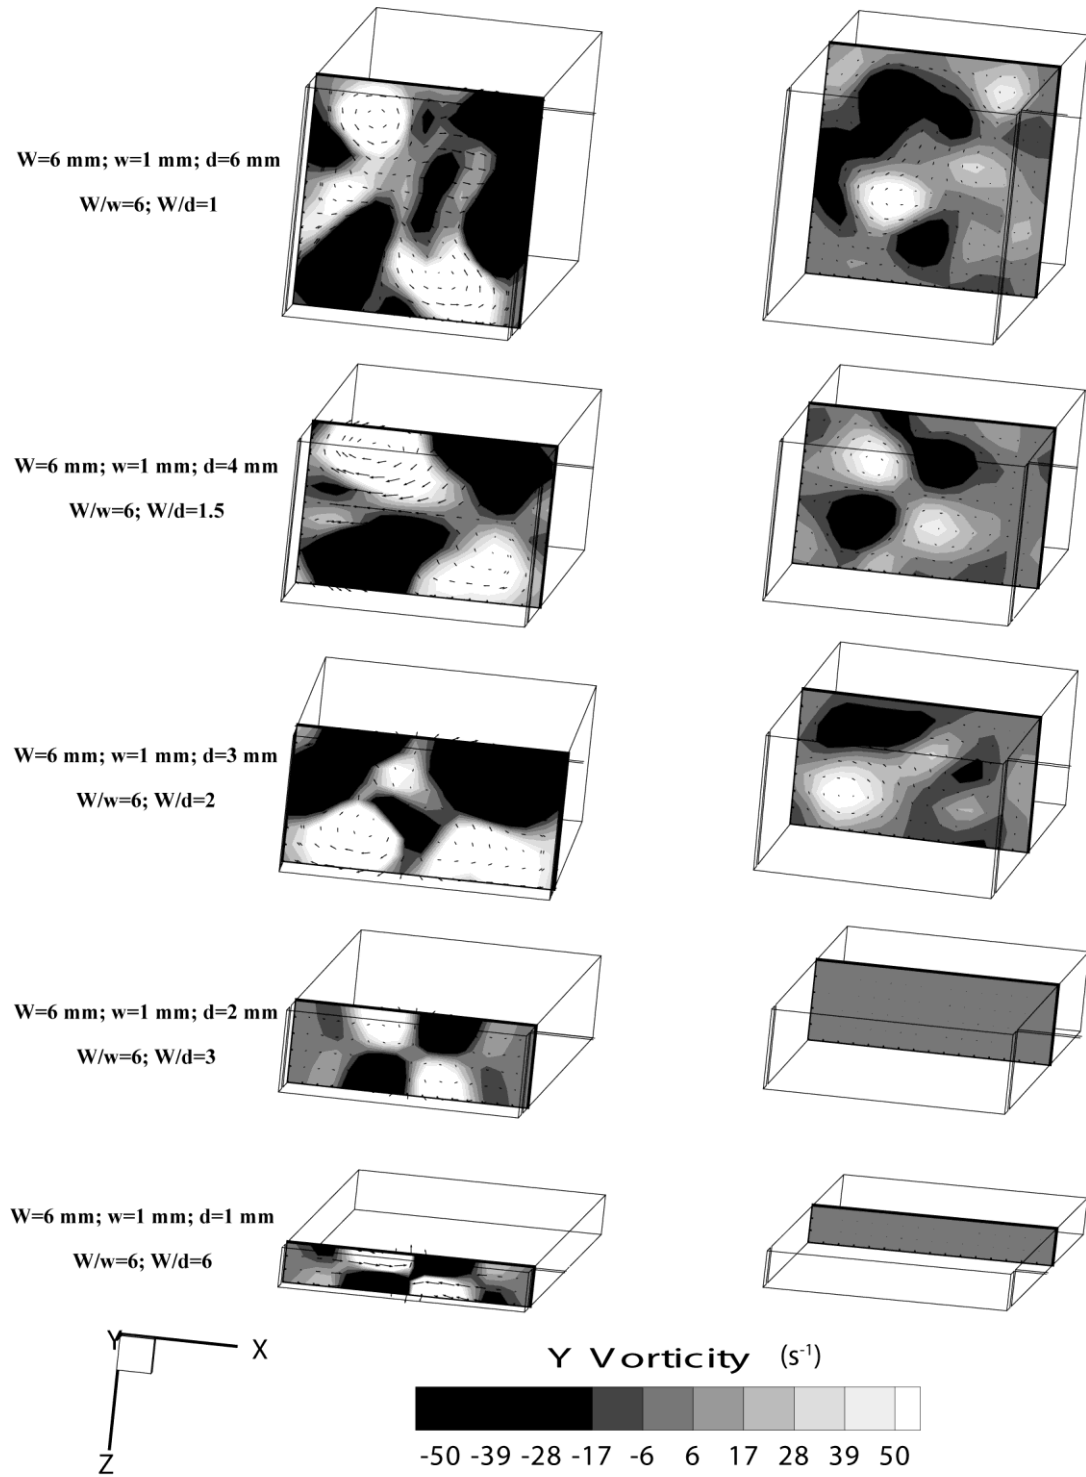 W=6 mm; w=1 mm; d=6 mm
W/w=6; W/d=1
W=6 mm; w=1 mm; d=4 mm
W/w=6; W/d=1.5
W=6 mm; w=1 mm; d=3 mm
W/w=6; W/d=2
W=6 mm; w=1 mm; d=2 mm
W/w=6; W/d=3
W=6 mm; w=1 mm; d=1 mm
W/w=6; W/d=6
Y
X
Z
Y Vorticity (s⁻¹)
-50 -39 -28 -17 -6 6 17 28 39 50